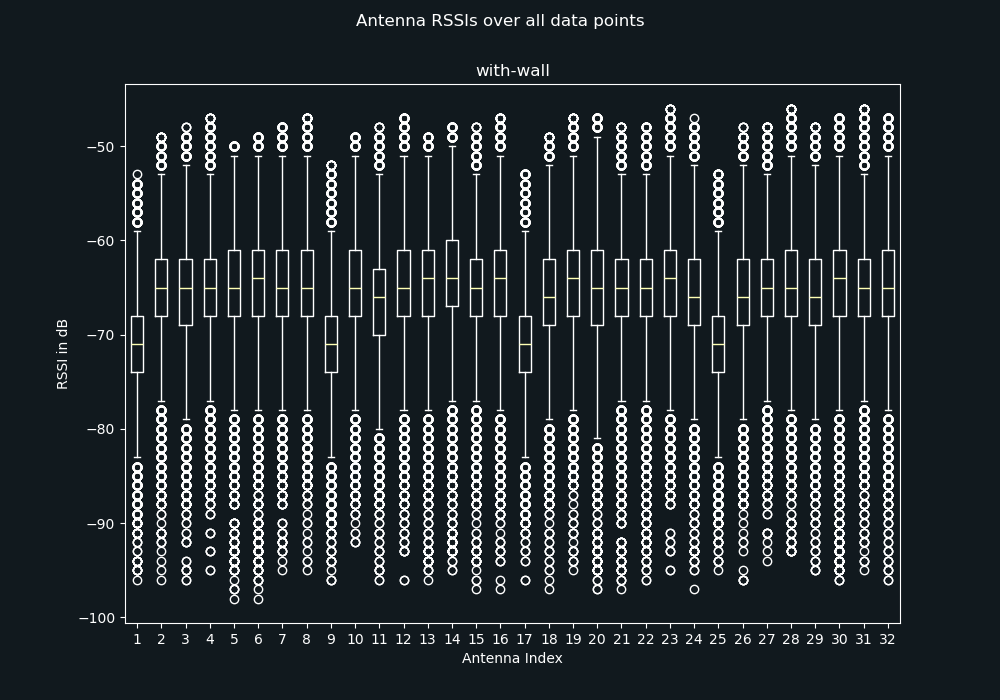 Antenna RSSIs over all data points
with-wall
−50
−60
−70
−80
−90
−100
RSSI in dB
1 2 3 4 5 6 7 8 9 10 11 12 13 14 15 16 17 18 19 20 21 22 23 24 25 26 27 28 29 30 31 32
Antenna Index